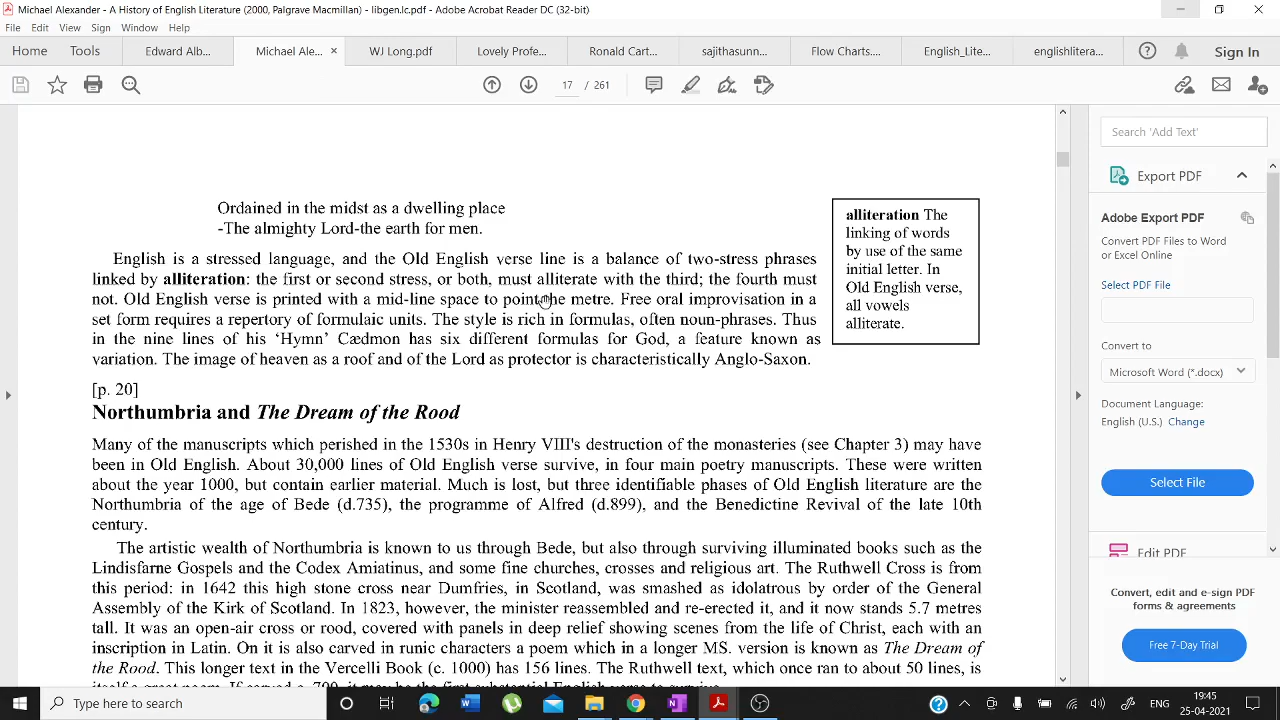 Michael Alexander - A History of English Literature (2000, Palgrave Macmillan) - libgen.lc.pdf - Adobe Acrobat Reader DC (32-bit)
File Edit View Sign Window Help
Home Tools Edward Alb... Michael Ale... × WJ Long.pdf Lovely Profe... Ronald Cart... sajithasunn... Flow Charts.... English_Lite... englishlitera... Sign In
17 / 261
Ordained in the midst as a dwelling place
-The almighty Lord-the earth for men.
English is a stressed language, and the Old English verse line is a balance of two-stress phrases
linked by alliteration: the first or second stress, or both, must alliterate with the third; the fourth must
not. Old English verse is printed with a mid-line space to point the metre. Free oral improvisation in a
set form requires a repertory of formulaic units. The style is rich in formulas, often noun-phrases. Thus
in the nine lines of his ‘Hymn’ Cædmon has six different formulas for God, a feature known as
variation. The image of heaven as a roof and of the Lord as protector is characteristically Anglo-Saxon.
alliteration The
linking of words
by use of the same
initial letter. In
Old English verse,
all vowels
alliterate.
[p. 20]
Northumbria and The Dream of the Rood
Many of the manuscripts which perished in the 1530s in Henry VIII's destruction of the monasteries (see Chapter 3) may have
been in Old English. About 30,000 lines of Old English verse survive, in four main poetry manuscripts. These were written
about the year 1000, but contain earlier material. Much is lost, but three identifiable phases of Old English literature are the
Northumbria of the age of Bede (d.735), the programme of Alfred (d.899), and the Benedictine Revival of the late 10th
century.
The artistic wealth of Northumbria is known to us through Bede, but also through surviving illuminated books such as the
Lindisfarne Gospels and the Codex Amiatinus, and some fine churches, crosses and religious art. The Ruthwell Cross is from
this period: in 1642 this high stone cross near Dumfries, in Scotland, was smashed as idolatrous by order of the General
Assembly of the Kirk of Scotland. In 1823, however, the minister reassembled and re-erected it, and it now stands 5.7 metres
tall. It was an open-air cross or rood, covered with panels in deep relief showing scenes from the life of Christ, each with an
inscription in Latin. On it is also carved in runic characters a poem which in a longer MS. version is known as The Dream of
the Rood. This longer text in the Vercelli Book (c. 1000) has 156 lines. The Ruthwell text, which once ran to about 50 lines, is
itself a great poem. If carved c. 700, it may be the first substantial English verse to survive.
Search 'Add Text'
Export PDF
Adobe Export PDF
Convert PDF Files to Word
or Excel Online
Select PDF File
Convert to
Microsoft Word (*.docx)
Document Language:
English (U.S.) Change
Select File
Edit PDF
Convert, edit and e-sign PDF
forms & agreements
Free 7-Day Trial
Type here to search
ENG
19:45
25-04-2021